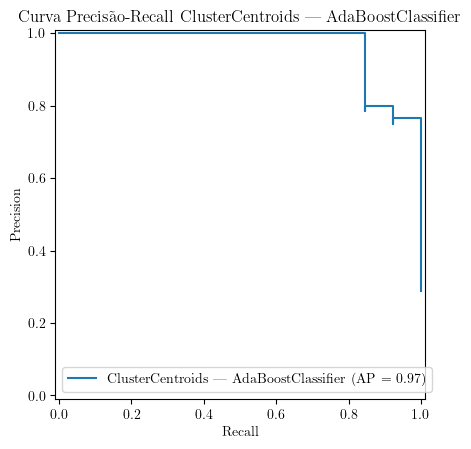 Curva Precisão-Recall ClusterCentroids — AdaBoostClassifier
1.0
0.8
0.6
0.4
0.2
0.0
Precision
ClusterCentroids — AdaBoostClassifier (AP = 0.97)
0.0 0.2 0.4 0.6 0.8 1.0
Recall